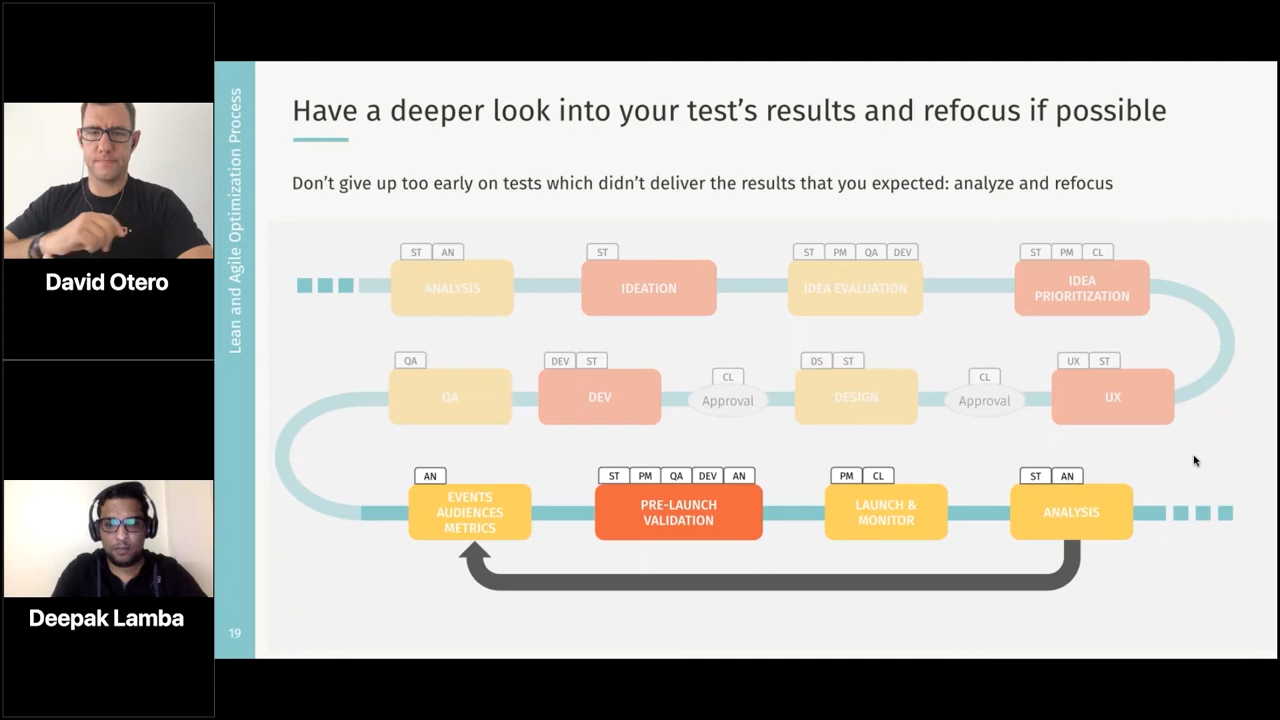 David Otero
Deepak Lamba
Lean and Agile Optimization Process
19
Have a deeper look into your test’s results and refocus if possible
Don’t give up too early on tests which didn’t deliver the results that you expected: analyze and refocus
ST AN
ANALYSIS
ST
IDEATION
ST PM QA DEV
IDEA EVALUATION
ST PM CL
IDEA
PRIORITIZATION
QA
QA
DEV ST
DEV
CL
Approval
DS ST
DESIGN
CL
Approval
UX ST
UX
AN
EVENTS
AUDIENCES
METRICS
ST PM QA DEV AN
PRE-LAUNCH
VALIDATION
PM CL
LAUNCH &
MONITOR
ST AN
ANALYSIS